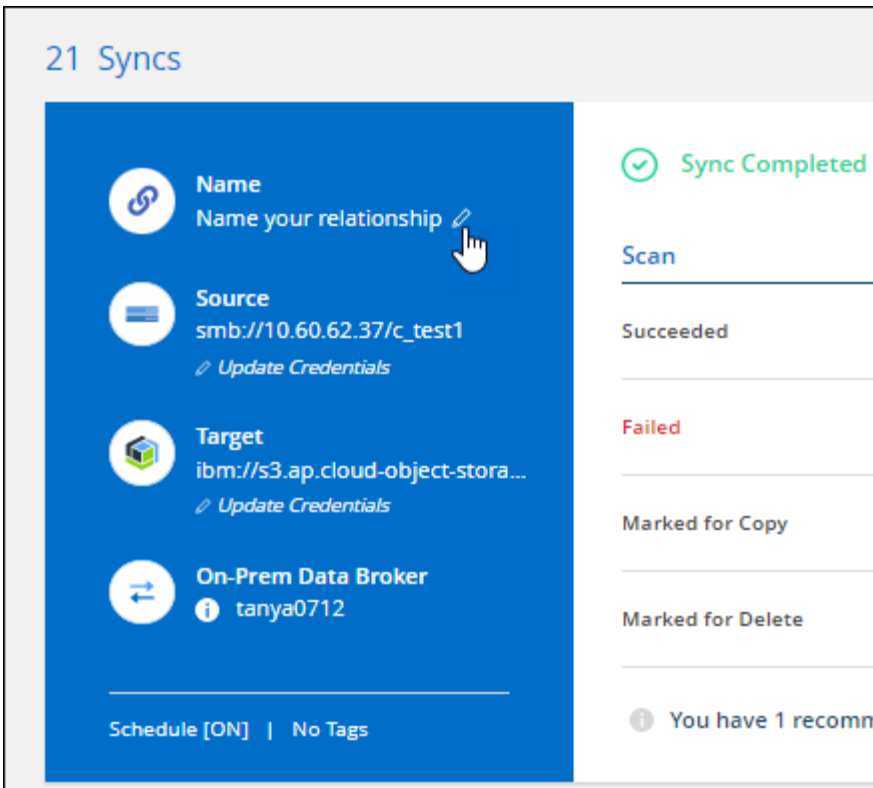 21 Syncs
Name
Name your relationship
Source
smb://10.60.62.37/c_test1
Update Credentials
Target
ibm://s3.ap.cloud-object-stora...
Update Credentials
On-Prem Data Broker
tanya0712
Schedule [ON] | No Tags
Sync Completed
Scan
Succeeded
Failed
Marked for Copy
Marked for Delete
You have 1